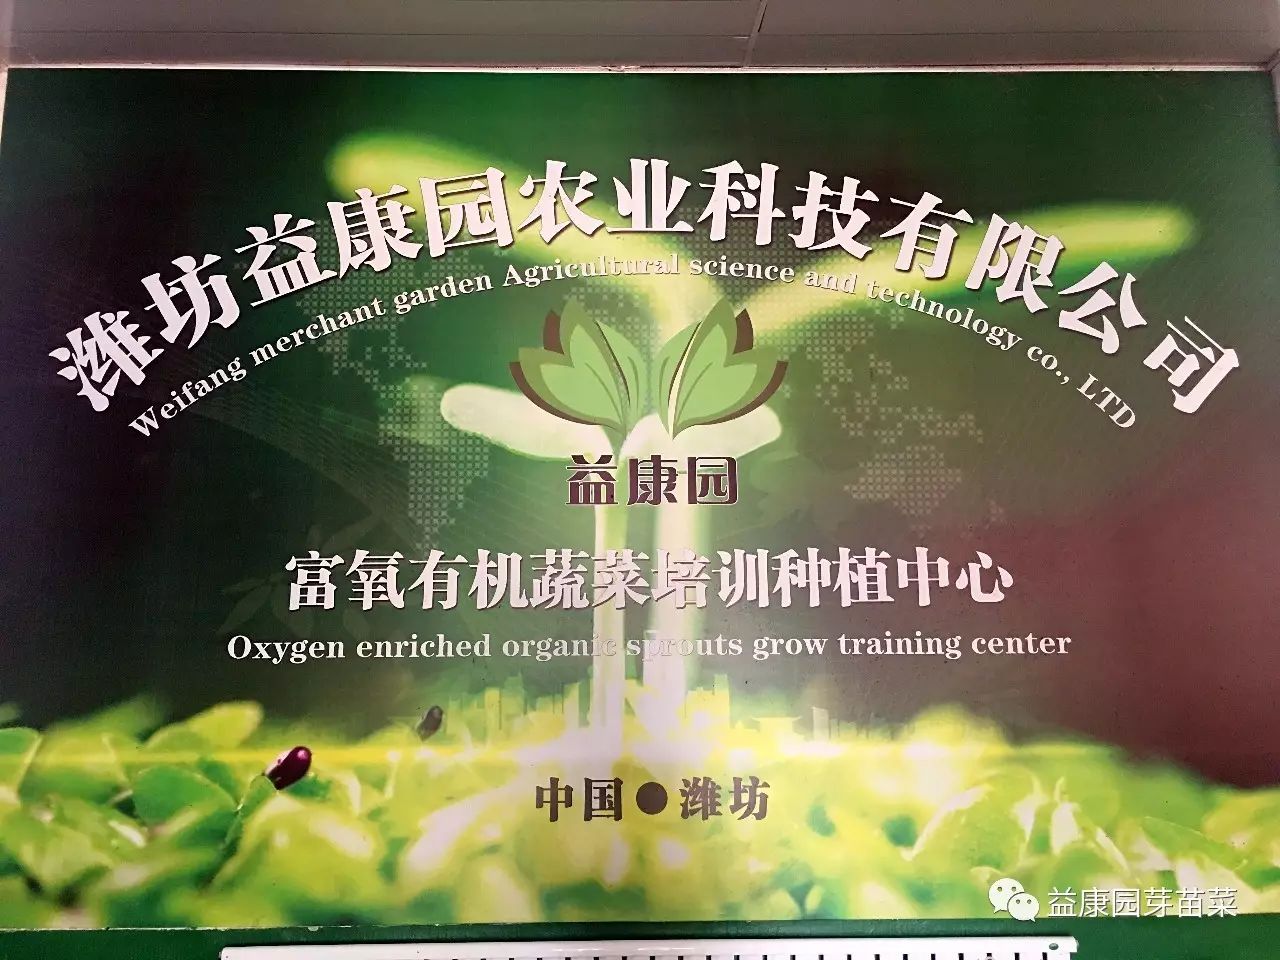 潍坊益康园农业科技有限公司
Weifang merchant garden Agricultural science and technology co., LTD
益康园
富氧有机蔬菜培训种植中心
Oxygen enriched organic sprouts grow training center
中国●潍坊
益康园芽苗菜